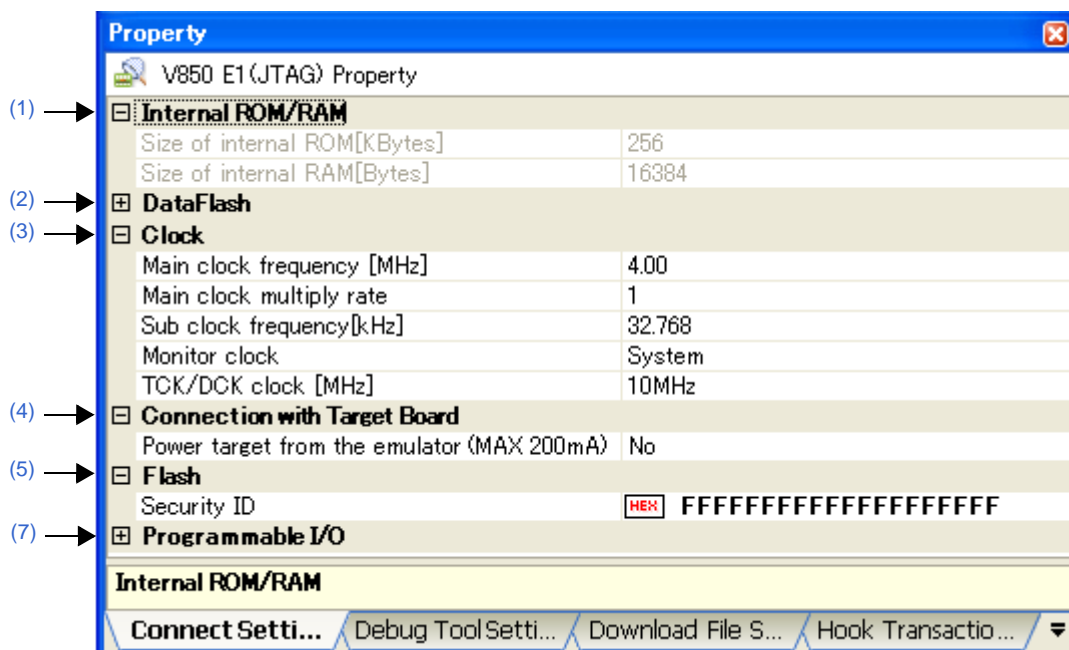 Property
V850 E1(JTAG) Property
(1) Internal ROM/RAM
Size of internal ROM[KBytes] 256
Size of internal RAM[Bytes] 16384
(2) DataFlash
(3) Clock
Main clock frequency [MHz] 4.00
Main clock multiply rate 1
Sub clock frequency[kHz] 32.768
Monitor clock System
TCK/DCK clock [MHz] 10MHz
(4) Connection with Target Board
Power target from the emulator (MAX 200mA) No
(5) Flash
Security ID HEX FFFFFFFFFFFFFFFFFFFF
(7) Programmable I/O
Internal ROM/RAM
Connect Setti... Debug Tool Setti... Download File S... Hook Transactio...